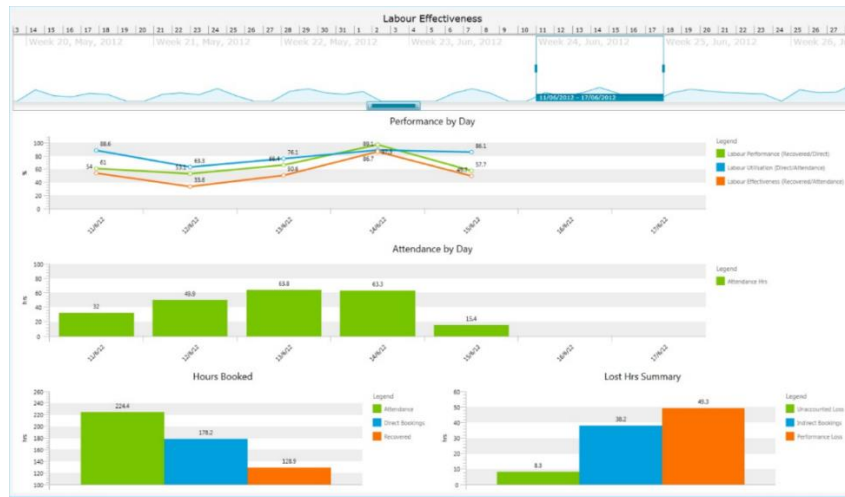 Labour Effectiveness
13 14 15 16 17 18 19 20 21 22 23 24 25 26 27 28 29 30 31 1 2 3 4 5 6 7 8 9 10 11 12 13 14 15 16 17 18 19 20 21 22 23 24 25 26 27
Week 20, May, 2012 Week 21, May, 2012 Week 22, May, 2012 Week 23, Jun, 2012 Week 24, Jun, 2012 Week 25, Jun, 2012 Week 26, J
11/06/2012 - 17/06/2012
Performance by Day
Legend
Labour Performance (Recovered/Direct)
Labour Utilisation (Direct/Attendance)
Labour Effectiveness (Recovered/Attendance)
%
100
80
60
40
20
0
88.6 63.3 76.1 86.1
54 61 66.4 57.7
33.6 50.6 86.7
11/6/12 12/6/12 13/6/12 14/6/12 15/6/12 16/6/12 17/6/12
Attendance by Day
Legend
Attendance Hrs
hrs
100
80
60
40
20
0
32 49.9 63.8 63.3 15.4
11/6/12 12/6/12 13/6/12 14/6/12 15/6/12 16/6/12 17/6/12
Hours Booked
Legend
Attendance
Direct Bookings
Recovered
hrs
260
240
220
200
180
160
140
120
100
224.4 178.2 128.9
Lost Hrs Summary
Legend
Unaccounted Loss
Indirect Bookings
Performance Loss
hrs
60
50
40
30
20
10
0
38.2 49.3